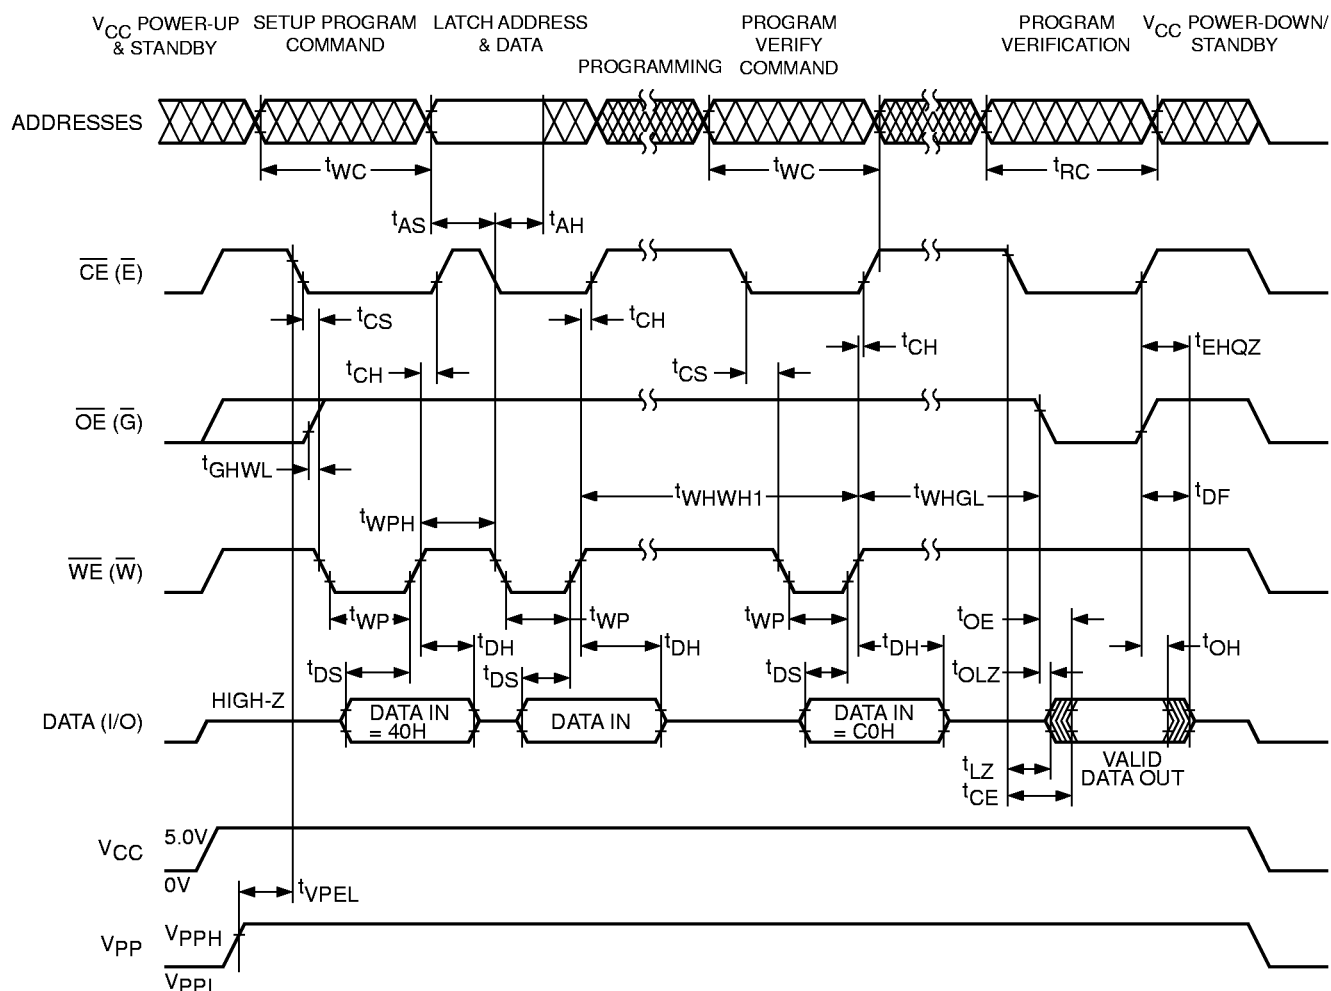 VCC POWER-UP & STANDBY
SETUP PROGRAM COMMAND
LATCH ADDRESS & DATA
PROGRAMMING
PROGRAM VERIFY COMMAND
PROGRAM VERIFICATION
VCC POWER-DOWN/ STANDBY
ADDRESSES
tWC
tWC
tRC
tAS
tAH
CE (E)
tCS
tCH
tCH
tEHQZ
tCH
tCS
OE (G)
tGHWL
tWHWH1
tWHGL
tDF
tWPH
WE (W)
tWP
tWP
tWP
tOE
tDH
tDH
tDH
tOH
tDS
tDS
tDS
tOLZ
DATA (I/O)
HIGH-Z
DATA IN = 40H
DATA IN
DATA IN = C0H
VALID DATA OUT
tLZ
tCE
VCC
5.0V
0V
tVPEL
VPP
VPPH
VPPL